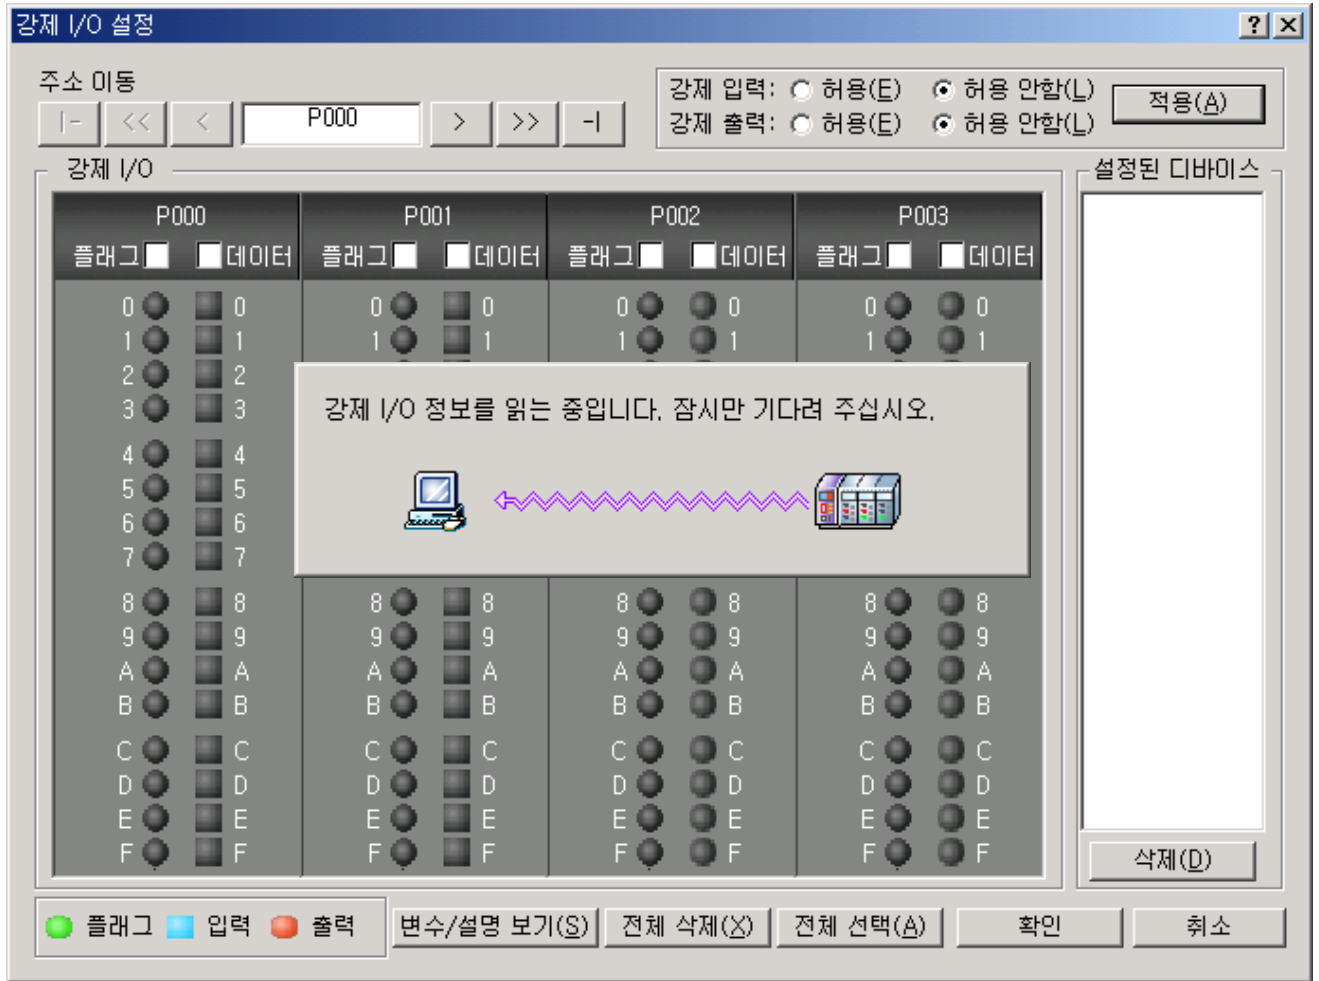 강제 I/O 설정
주소 이동
|- << < P000 > >> -|
강제 입력: 허용(E) 허용 안함(L)
강제 출력: 허용(E) 허용 안함(L)
적용(A)
강제 I/O
설정된 디바이스
P000 P001 P002 P003
플래그 데이터 플래그 데이터 플래그 데이터 플래그 데이터
0 0 0 0 0 0 0 0
1 1 1 1 1 1 1 1
2 2
3 3
강제 I/O 정보를 읽는 중입니다. 잠시만 기다려 주십시오.
4 4
5 5
6 6
7 7
8 8 8 8 8 8 8 8
9 9 9 9 9 9 9 9
A A A A A A A A
B B B B B B B B
C C C C C C C C
D D D D D D D D
E E E E E E E E
F F F F F F F F
삭제(D)
플래그 입력 출력 변수/설명 보기(S) 전체 삭제(X) 전체 선택(A) 확인 취소